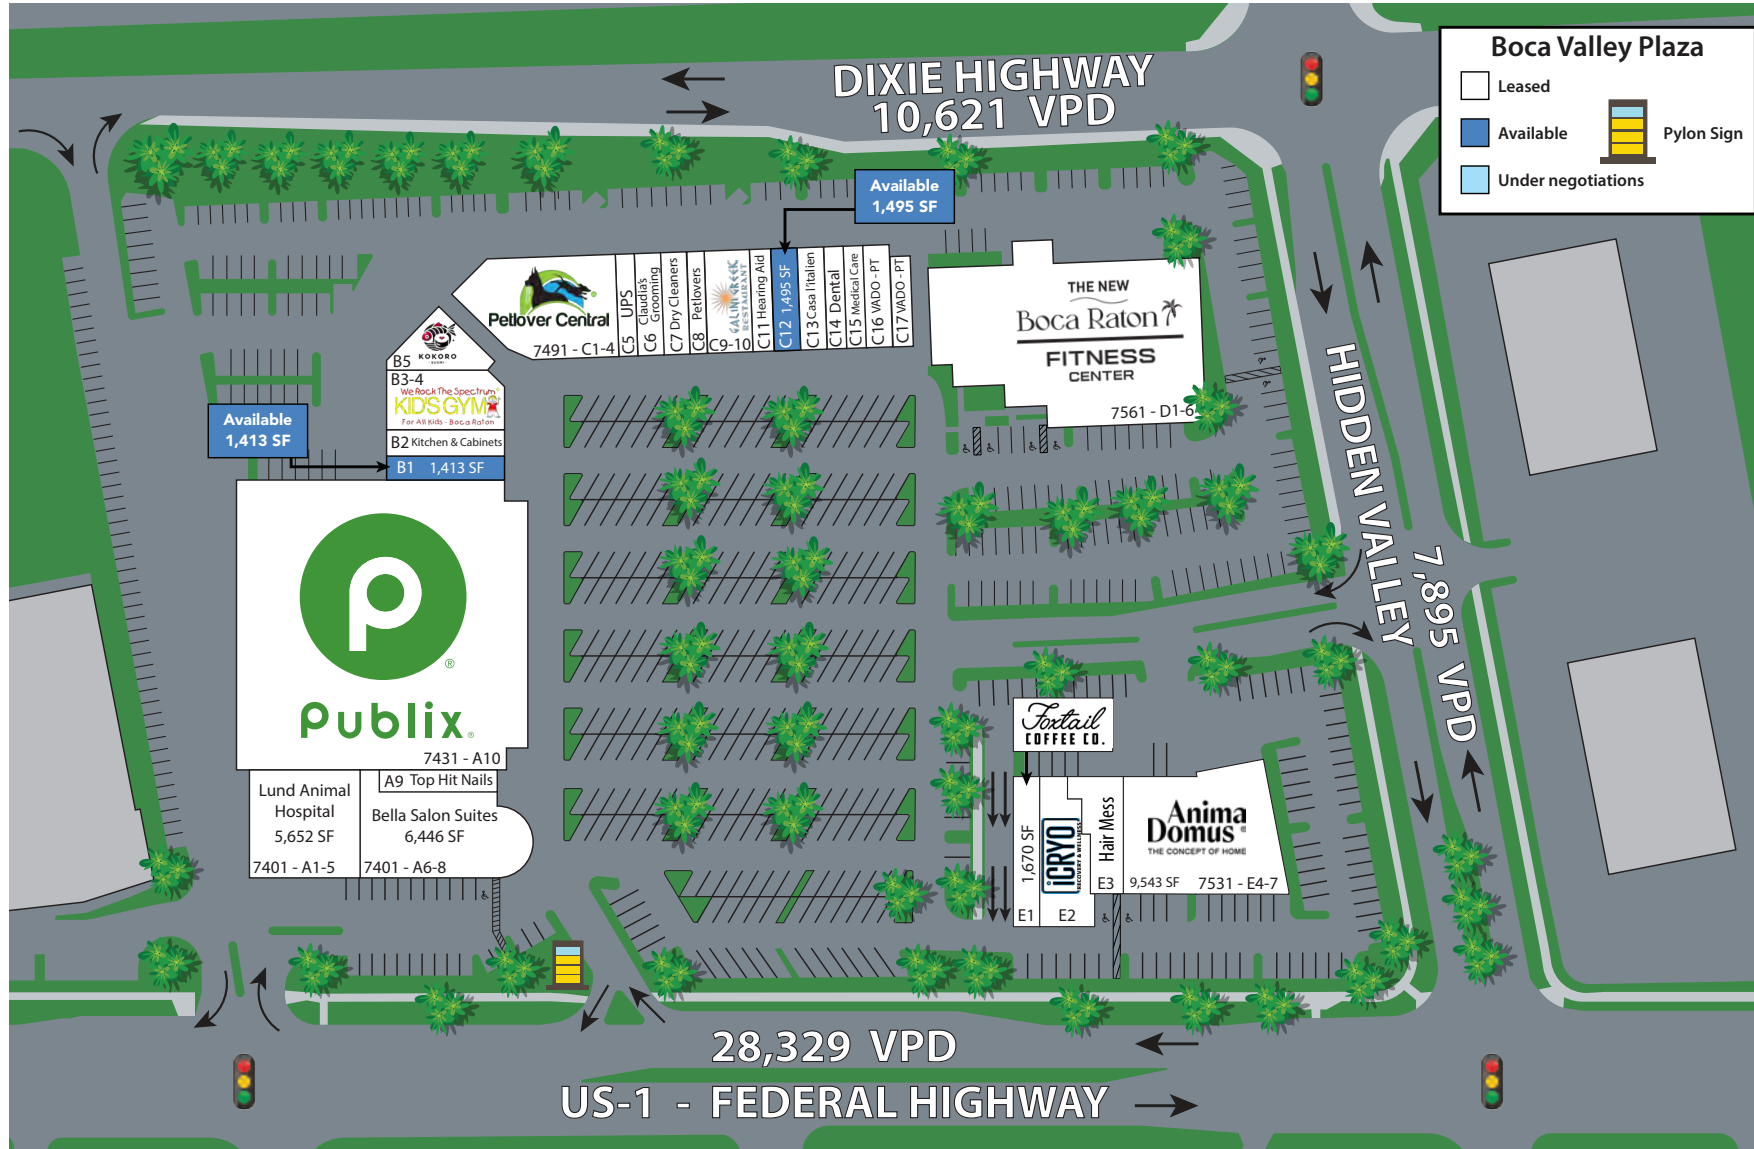 Boca Valley Plaza
Leased
Available
Pylon Sign
Under negotiations
DIXIE HIGHWAY
10,621 VPD
Available
1,495 SF
Petlover Central
7491 - C1-4
C5 UPS
C6 Claudia's
Grooming
C7 Dry Cleaners
C8 Petlovers
GALINI GREEK
RESTAURANT
C9-10
C11 Hearing Aid
C12 1,495 SF
C13 Casa l'italien
C14 Dental
C15 Medical Care
C16 VADO - PT
C17 VADO - PT
THE NEW
Boca Raton
FITNESS
CENTER
7561 - D1-6
KOKORO
SUSHI
B5
B3-4
We Rock The Spectrum
KID'S GYM
For All Kids - Boca Raton
B2 Kitchen & Cabinets
B1 1,413 SF
Available
1,413 SF
HIDDEN VALLEY
7,895 VPD
P
®
Publix®
7431 - A10
A9 Top Hit Nails
Lund Animal
Hospital
5,652 SF
7401 - A1-5
Bella Salon Suites
6,446 SF
7401 - A6-8
Foxtail
COFFEE CO.
1,670 SF
E1
iCRYO
RECOVERY & WELLNESS
E2
Hair Mess
E3
Anima
Domus®
THE CONCEPT OF HOME
9,543 SF 7531 - E4-7
28,329 VPD
US-1 - FEDERAL HIGHWAY